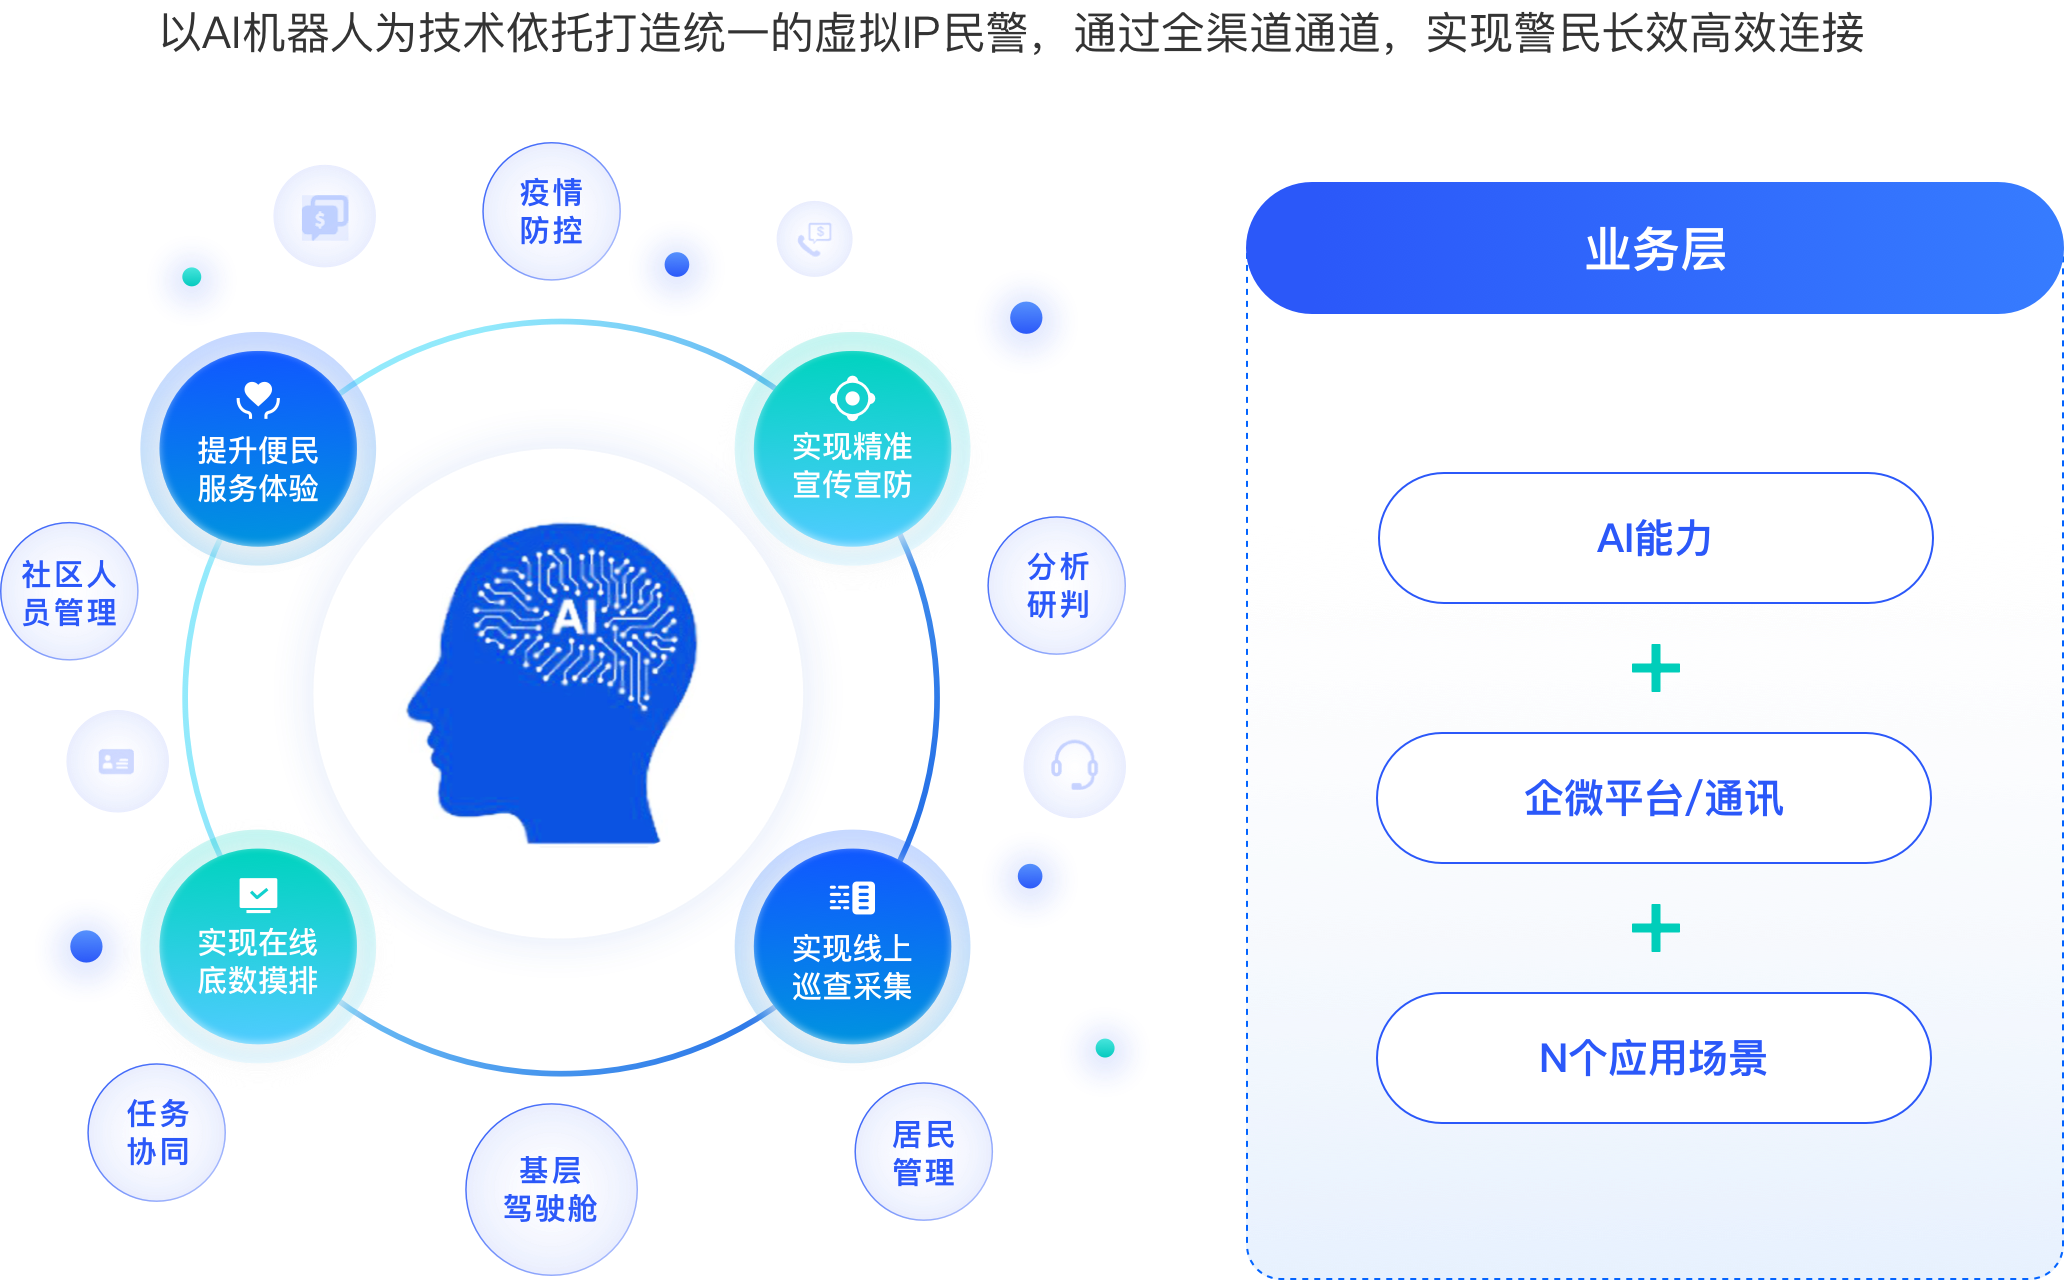 以AI机器人为技术依托打造统一的虚拟IP民警，通过全渠道通道，实现警民长效高效连接
疫情
防控
$
$
提升便民
服务体验
实现精准
宣传宣防
社区人
员管理
AI
分析
研判
实现在线
底数摸排
实现线上
巡查采集
任务
协同
基层
驾驶舱
居民
管理
业务层
AI能力
+
企微平台/通讯
+
N个应用场景